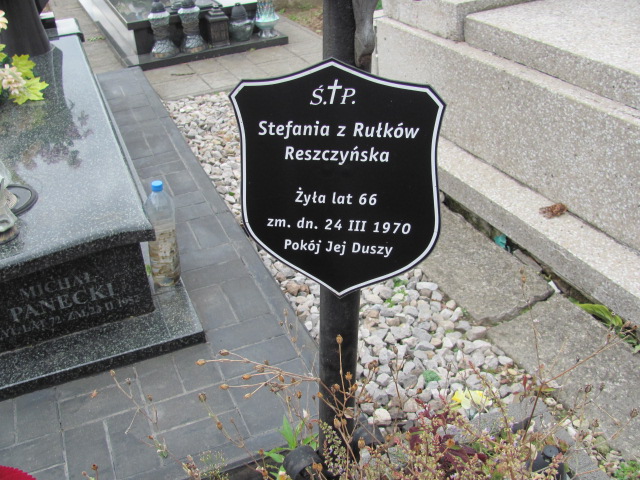 Ś.†P.
Stefania z Rułków
Reszczyńska
Żyła lat 66
zm. dn. 24 III 1970
Pokój Jej Duszy
MICHAŁ
PANECKI